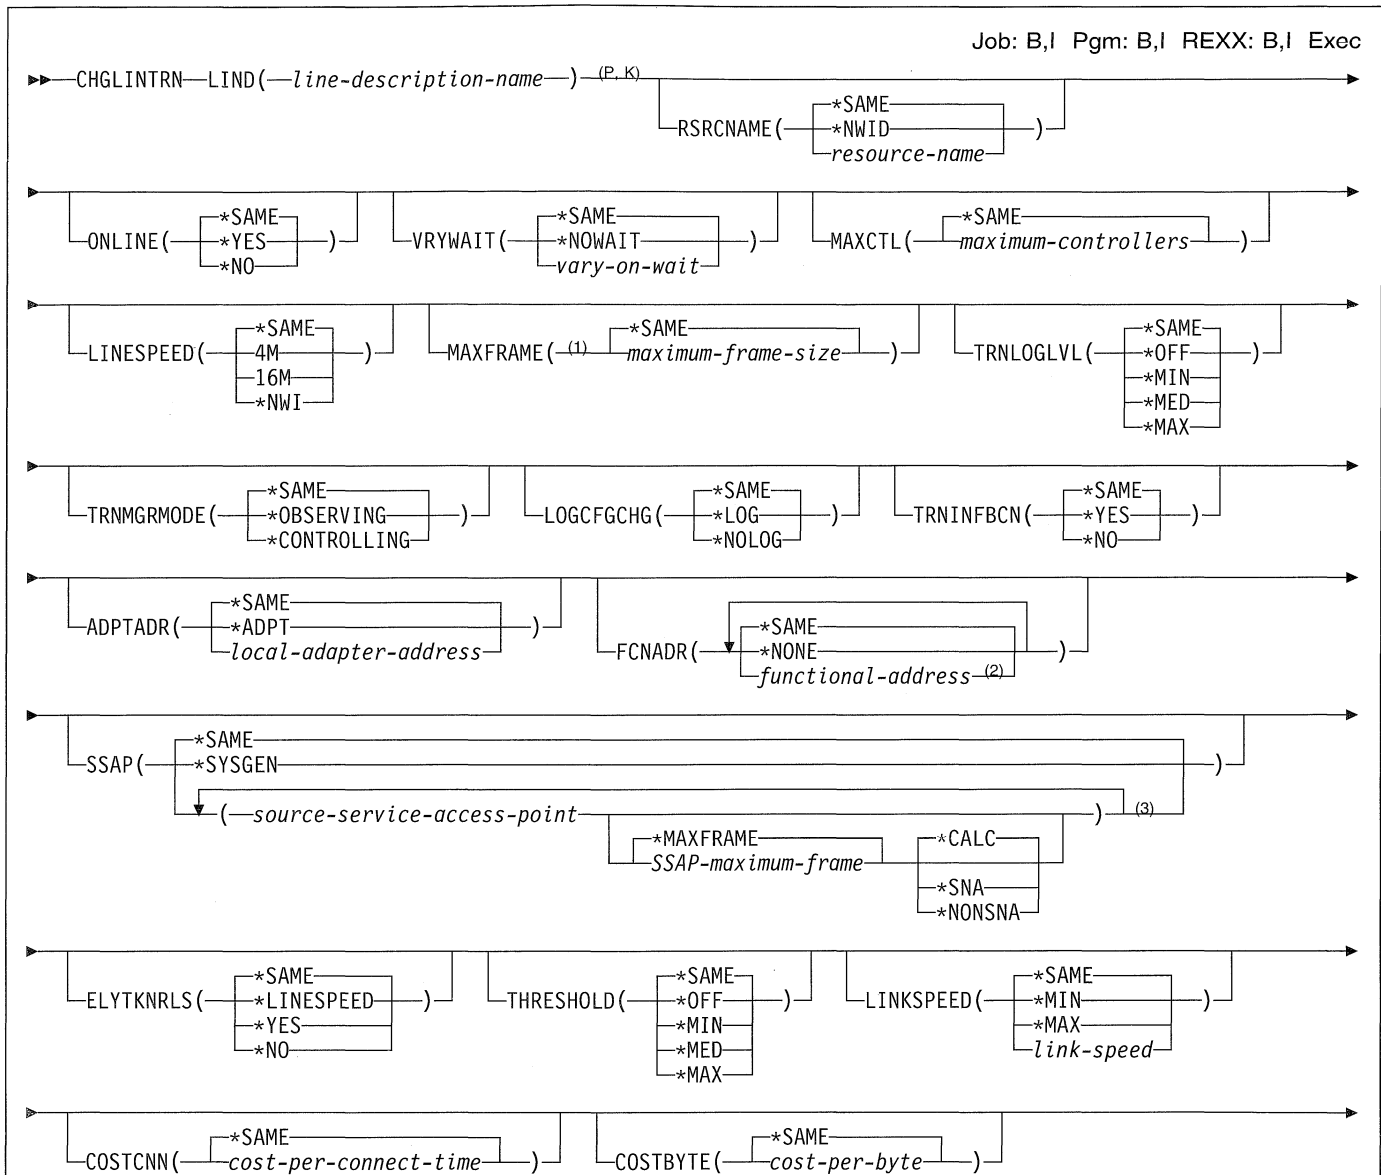 Job: B,I Pgm: B,I REXX: B,I Exec
CHGLINTRN LIND( line-description-name ) (P, K)
RSRCNAME( *SAME
*NWID )
resource-name
ONLINE( *SAME
*YES )
*NO
VRYWAIT( *SAME
*NOWAIT )
vary-on-wait
MAXCTL( *SAME
maximum-controllers )
LINESPEED( *SAME
4M )
16M
*NWI
MAXFRAME( (1) *SAME
maximum-frame-size )
TRNLOGLVL( *SAME
*OFF )
*MIN
*MED
*MAX
TRNMGRMODE( *SAME
*OBSERVING )
*CONTROLLING
LOGCFGCHG( *SAME
*LOG )
*NOLOG
TRNINFBCN( *SAME
*YES )
*NO
ADPTADR( *SAME
*ADPT )
local-adapter-address
FCNADR( *SAME
*NONE )
functional-address (2)
SSAP( *SAME
*SYSGEN )
( source-service-access-point ) (3)
*MAXFRAME
SSAP-maximum-frame
*CALC
*SNA
*NONSNA
ELYTKNRLS( *SAME
*LINESPEED )
*YES
*NO
THRESHOLD( *SAME
*OFF )
*MIN
*MED
*MAX
LINKSPEED( *SAME
*MIN )
*MAX
link-speed
COSTCNN( *SAME
cost-per-connect-time )
COSTBYTE( *SAME
cost-per-byte )